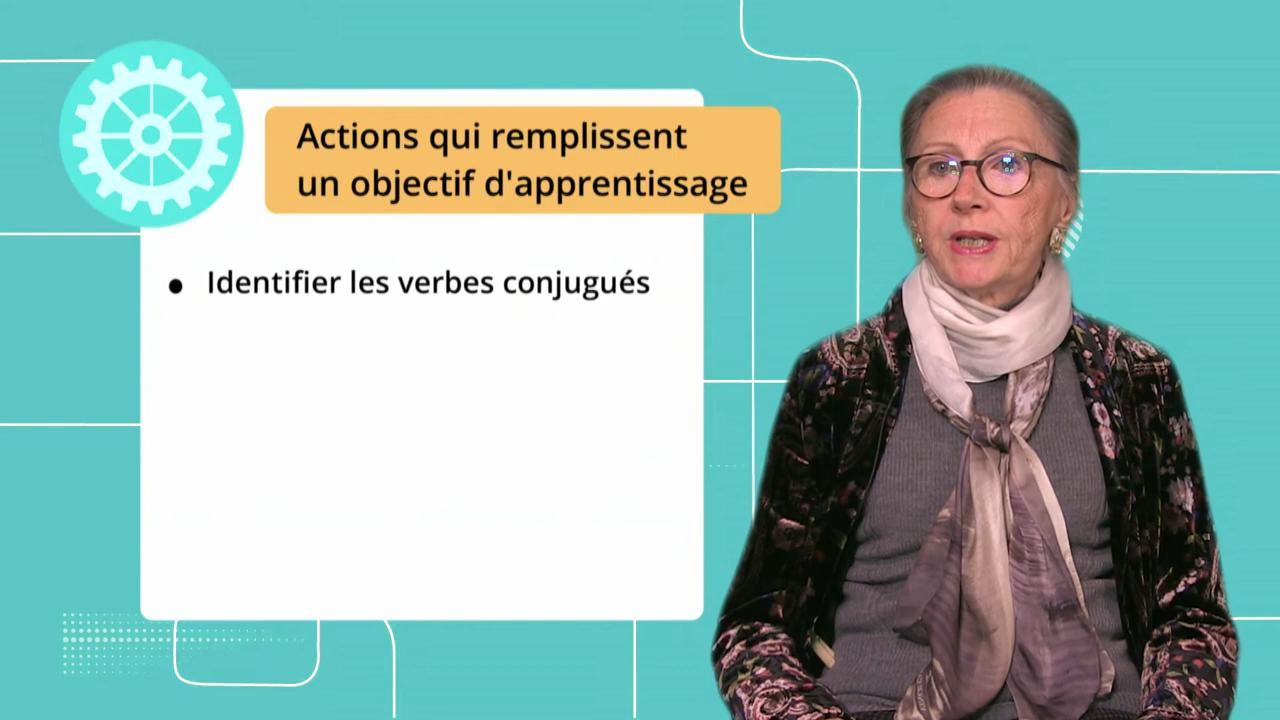 Actions qui remplissent
un objectif d'apprentissage
• Identifier les verbes conjugués